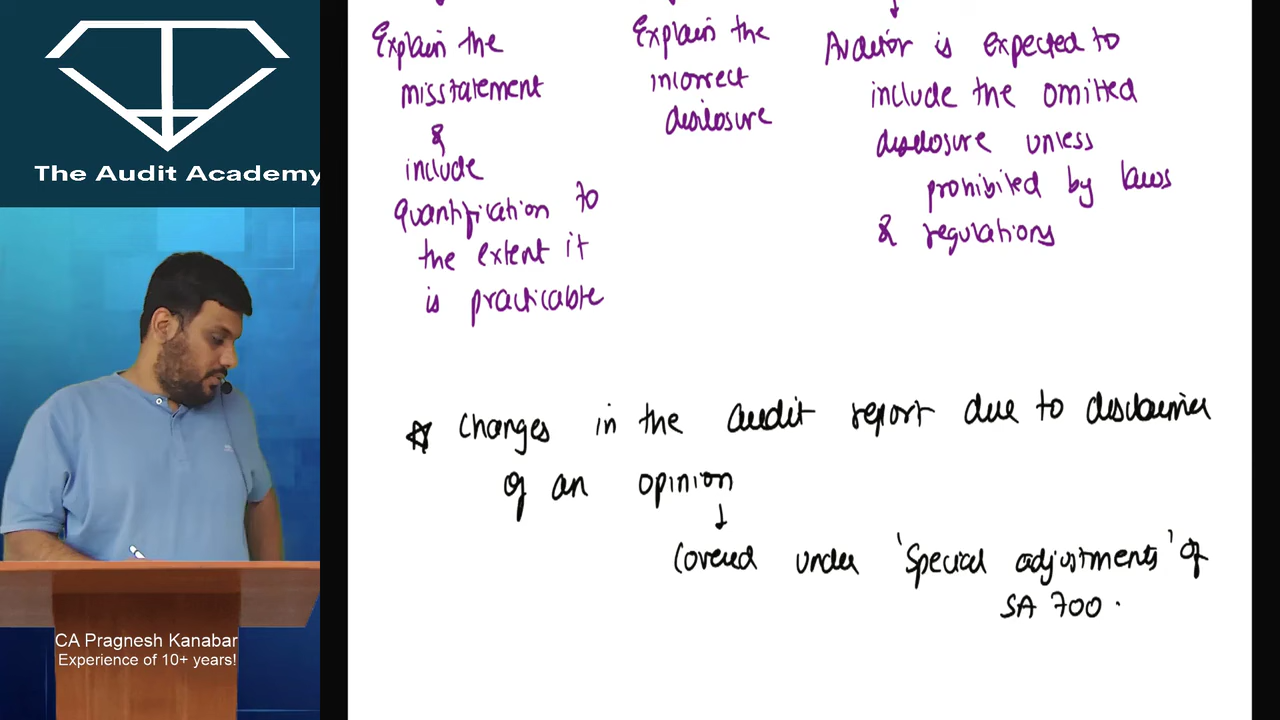 The Audit Academy
CA Pragnesh Kanabar
Experience of 10+ years!
Explain the
misstatement
&
include
quantification to
the extent it
is practicable
Explain the
incorrect
disclosure
Auditor is expected to
include the omitted
disclosure unless
prohibited by laws
& regulations
☆ Changes in the audit report due to disclaimer
of an opinion
↓
Covered under 'Special adjustments' of
SA 700.